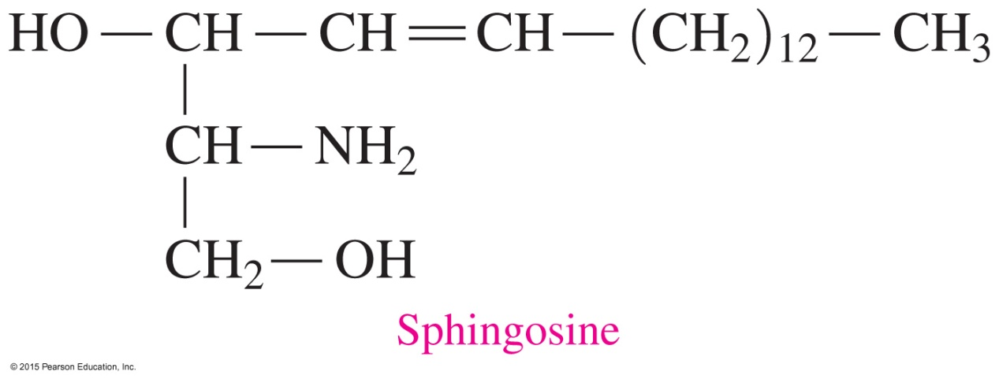 HO — CH — CH ═ CH — (CH₂)₁₂ — CH₃
CH — NH₂
CH₂ — OH
Sphingosine
© 2015 Pearson Education, Inc.